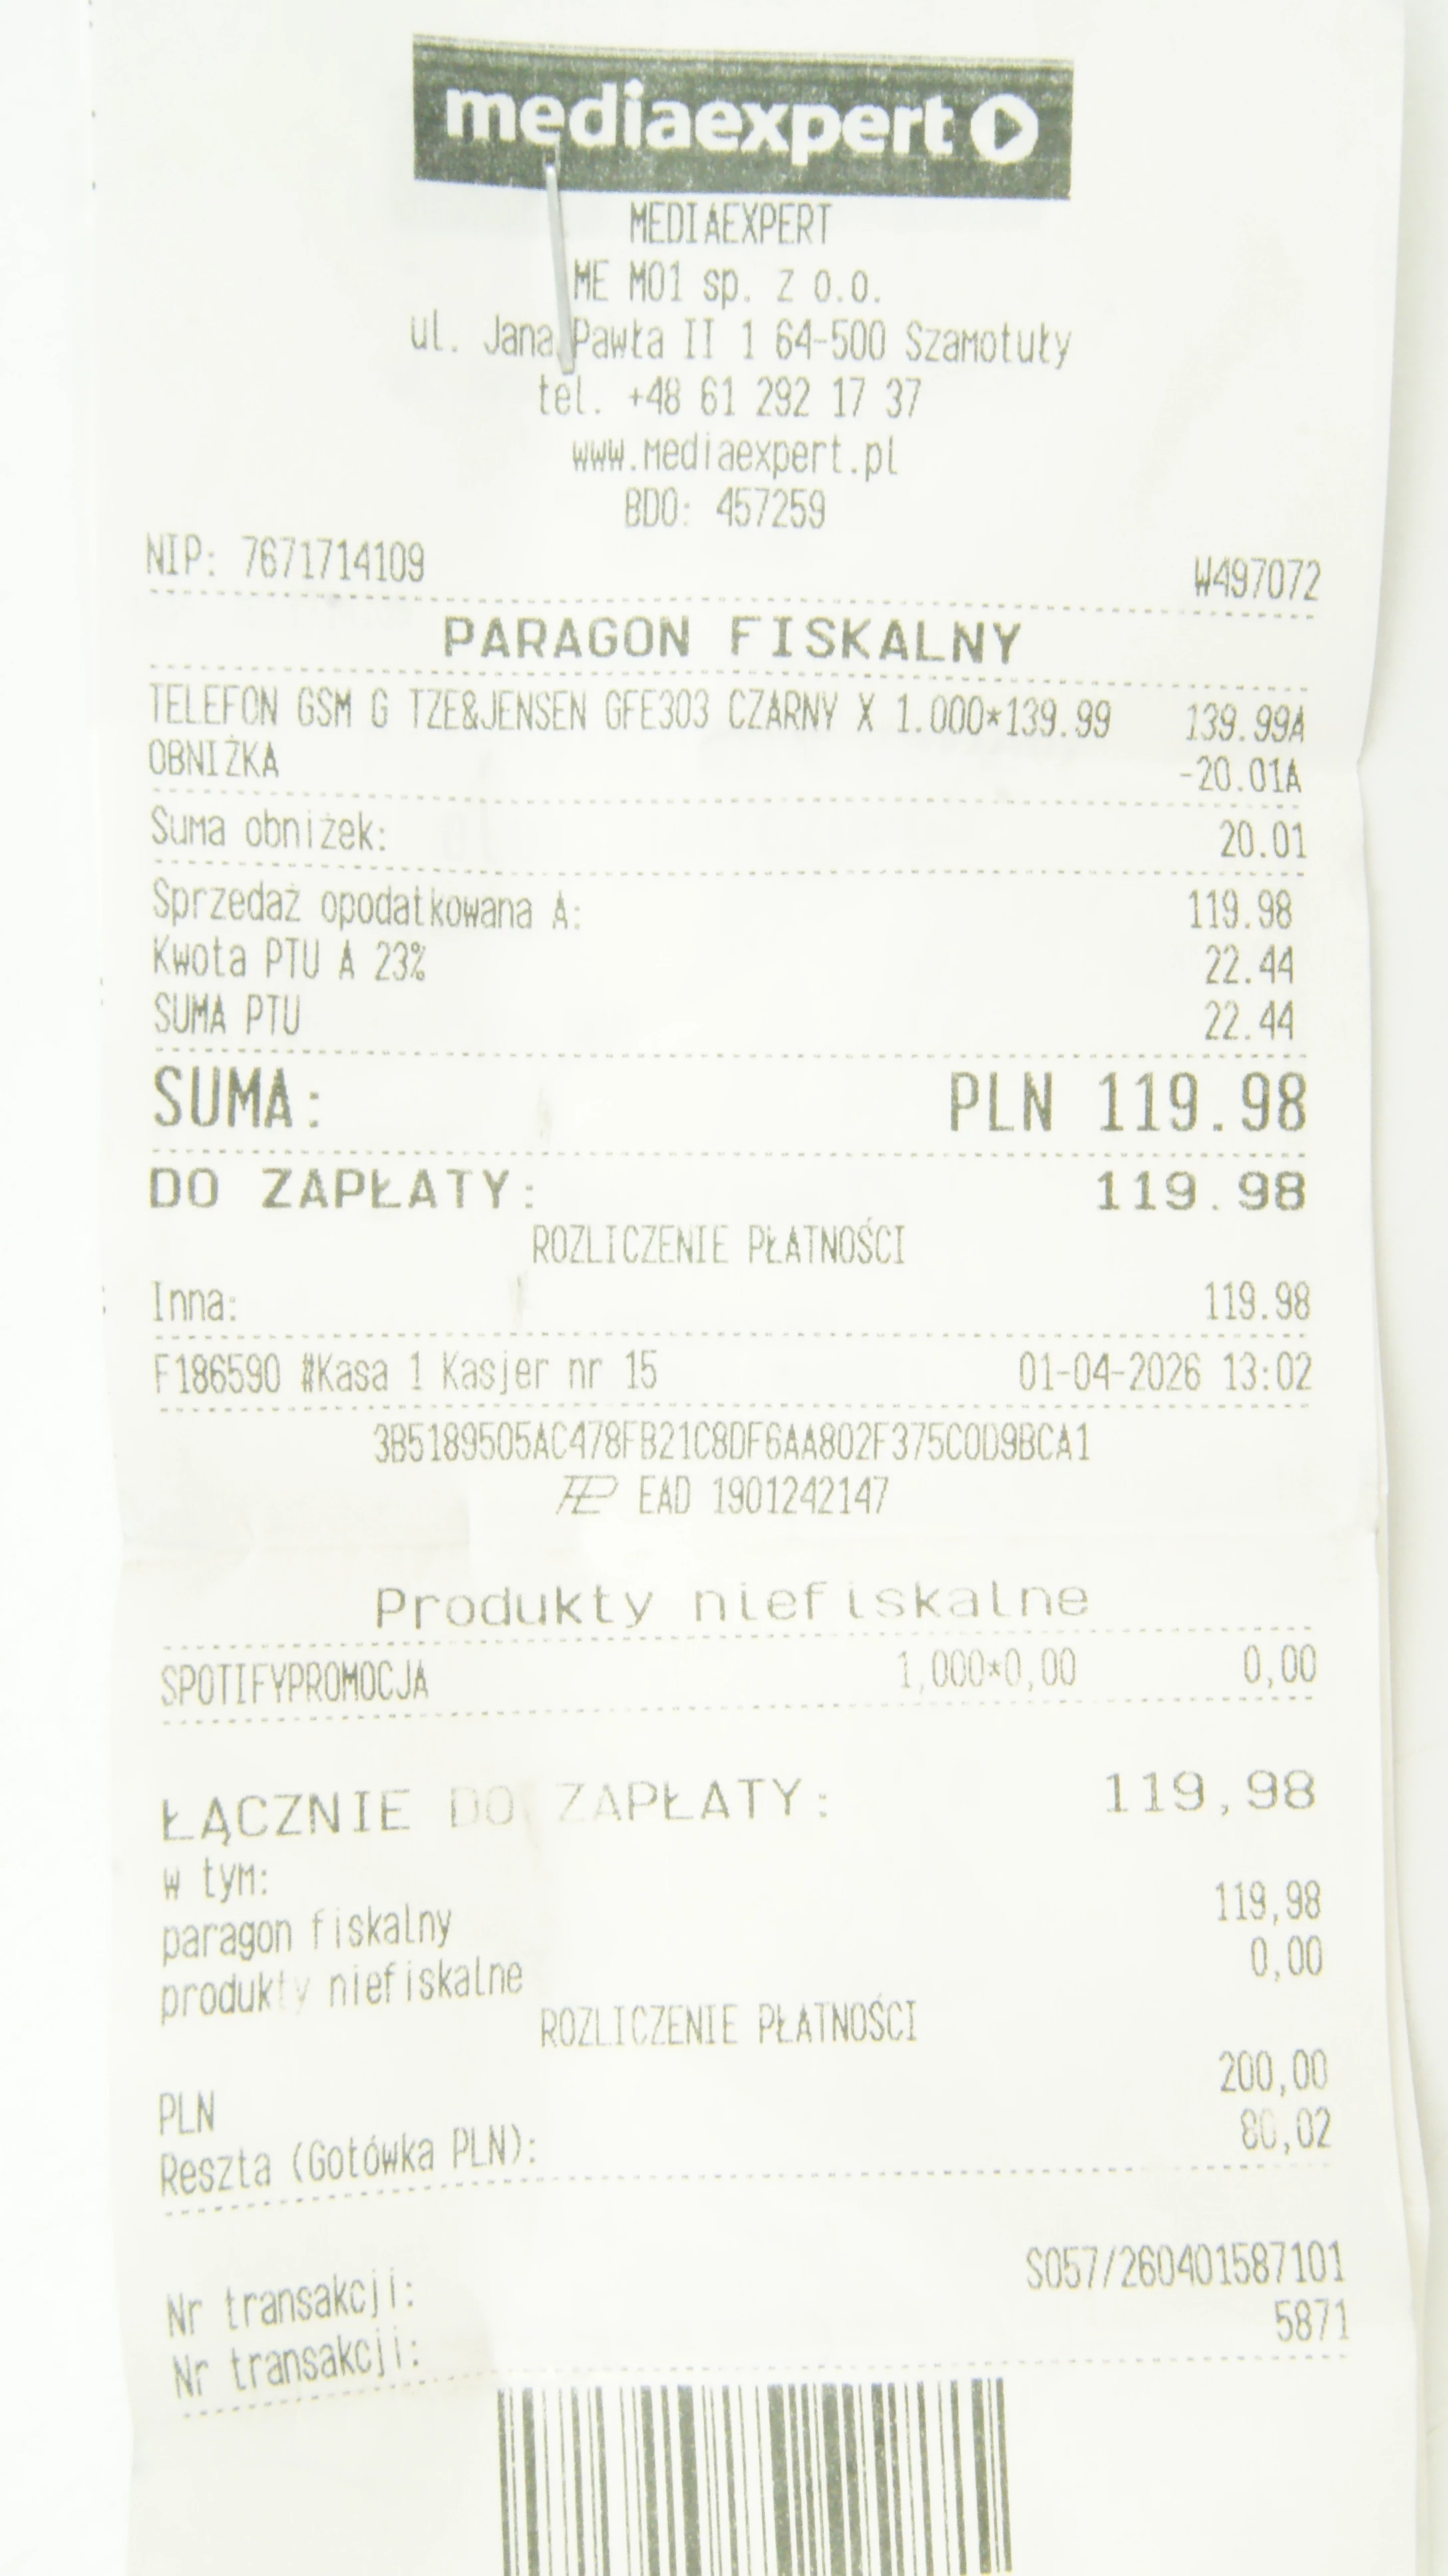 mediaexpert
MEDIAEXPERT
ME M01 sp. z o.o.
ul. Jana Pawła II 1 64-500 Szamotuły
tel. +48 61 292 17 37
www.mediaexpert.pl
BDO: 457259
NIP: 7671714109 W497072
PARAGON FISKALNY
TELEFON GSM G TZE&JENSEN GFE303 CZARNY X 1.000*139.99 139.99A
OBNIŻKA -20.01A
Suma obniżek: 20.01
Sprzedaż opodatkowana A: 119.98
Kwota PTU A 23% 22.44
SUMA PTU 22.44
SUMA: PLN 119.98
DO ZAPŁATY: 119.98
ROZLICZENIE PŁATNOŚCI
Inna: 119.98
F186590 #Kasa 1 Kasjer nr 15 01-04-2026 13:02
3B5189505AC478FB21C8DF6AA802F375C0D9BCA1
EAD 1901242147
Produkty niefiskalne
SPOTIFYPROMOCJA 1,000*0,00 0,00
ŁĄCZNIE DO ZAPŁATY: 119,98
w tym:
paragon fiskalny 119,98
produkty niefiskalne 0,00
ROZLICZENIE PŁATNOŚCI
PLN 200,00
Reszta (Gotówka PLN): 80,02
Nr transakcji: S057/260401587101
Nr transakcji: 5871